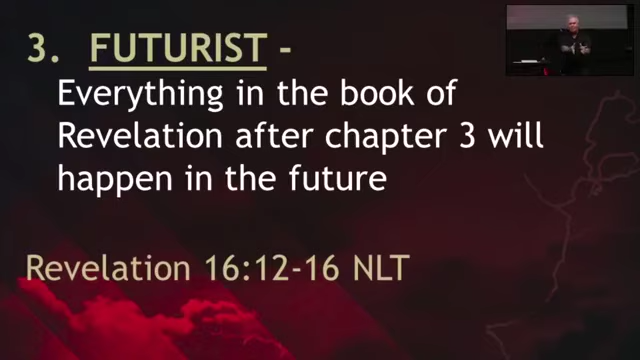 3. FUTURIST -
Everything in the book of
Revelation after chapter 3 will
happen in the future
Revelation 16:12-16 NLT